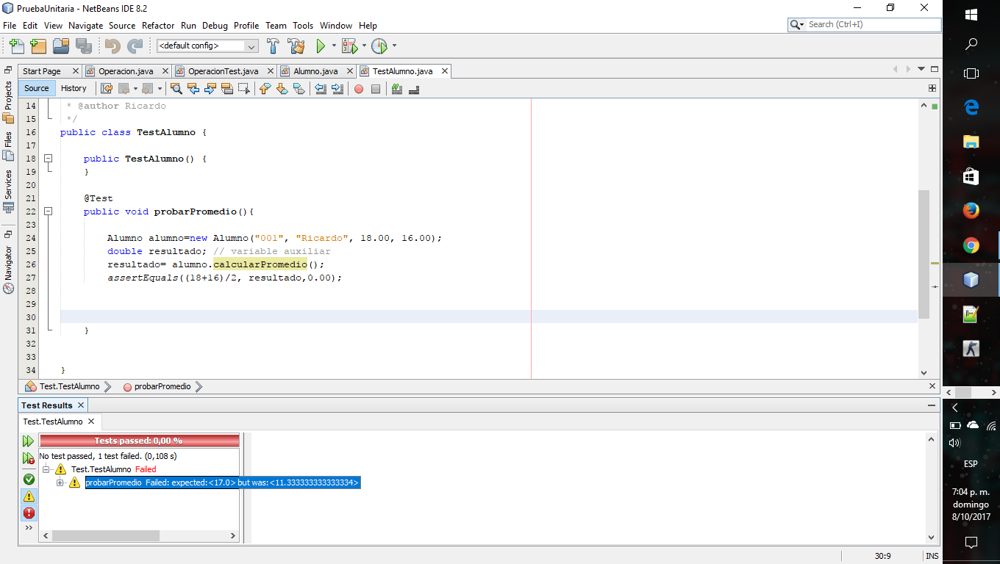 PruebaUnitaria - NetBeans IDE 8.2
File Edit View Navigate Source Refactor Run Debug Profile Team Tools Window Help
Search (Ctrl+I)
<default config>
Start Page Operacion.java OperacionTest.java Alumno.java TestAlumno.java
Source History
Projects
Files
Services
Navigator
14 * @author Ricardo
15 */
16 public class TestAlumno {
17
18 public TestAlumno() {
19 }
20
21 @Test
22 public void probarPromedio(){
23
24 Alumno alumno=new Alumno("001", "Ricardo", 18.00, 16.00);
25 double resultado; // variable auxiliar
26 resultado= alumno.calcularPromedio();
27 assertEquals((18+16)/2, resultado,0.00);
28
29
30
31 }
32
33
34 }
Test.TestAlumno probarPromedio
Test Results
Test.TestAlumno
Tests passed: 0,00 %
No test passed, 1 test failed. (0,108 s)
Test.TestAlumno Failed
probarPromedio Failed: expected:<17.0> but was:<11.333333333333334>
30:9 INS
ESP
7:04 p. m.
domingo
8/10/2017